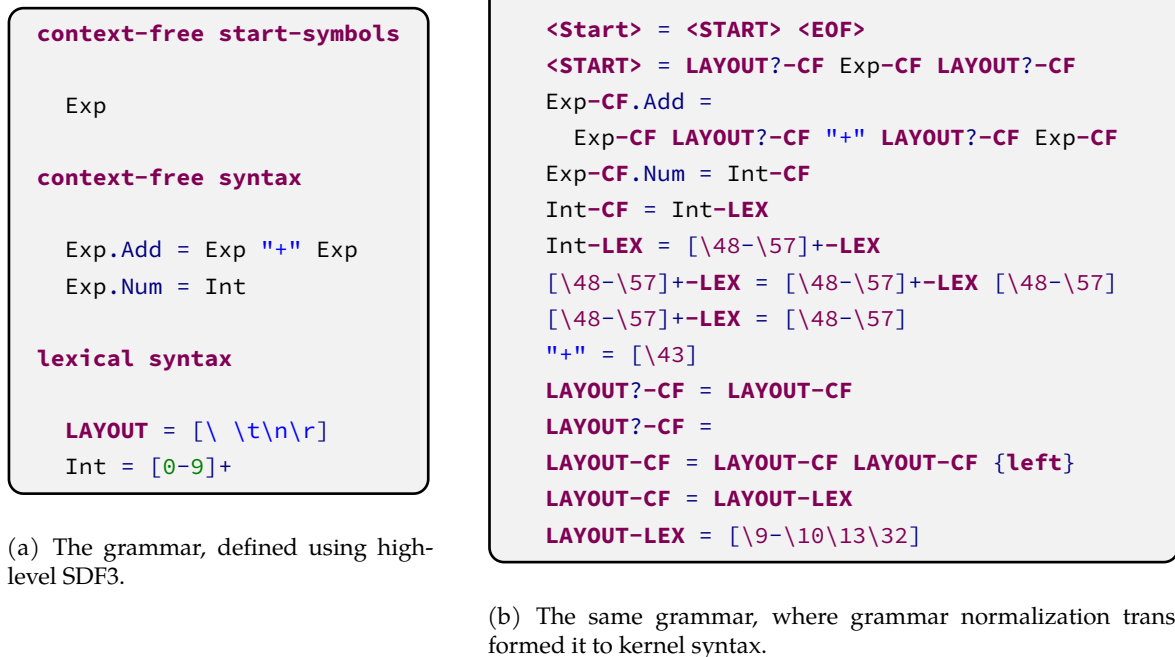 context-free start-symbols
Exp
context-free syntax
Exp.Add = Exp "+" Exp
Exp.Num = Int
lexical syntax
LAYOUT = [\ \t\n\r]
Int = [0-9]+
(a) The grammar, defined using high-
level SDF3.
<Start> = <START> <EOF>
<START> = LAYOUT?-CF Exp-CF LAYOUT?-CF
Exp-CF.Add =
Exp-CF LAYOUT?-CF "+" LAYOUT?-CF Exp-CF
Exp-CF.Num = Int-CF
Int-CF = Int-LEX
Int-LEX = [\48-\57]+-LEX
[\48-\57]+-LEX = [\48-\57]+-LEX [\48-\57]
[\48-\57]+-LEX = [\48-\57]
"+" = [\43]
LAYOUT?-CF = LAYOUT-CF
LAYOUT?-CF =
LAYOUT-CF = LAYOUT-CF LAYOUT-CF {left}
LAYOUT-CF = LAYOUT-LEX
LAYOUT-LEX = [\9-\10\13\32]
(b) The same grammar, where grammar normalization trans
formed it to kernel syntax.